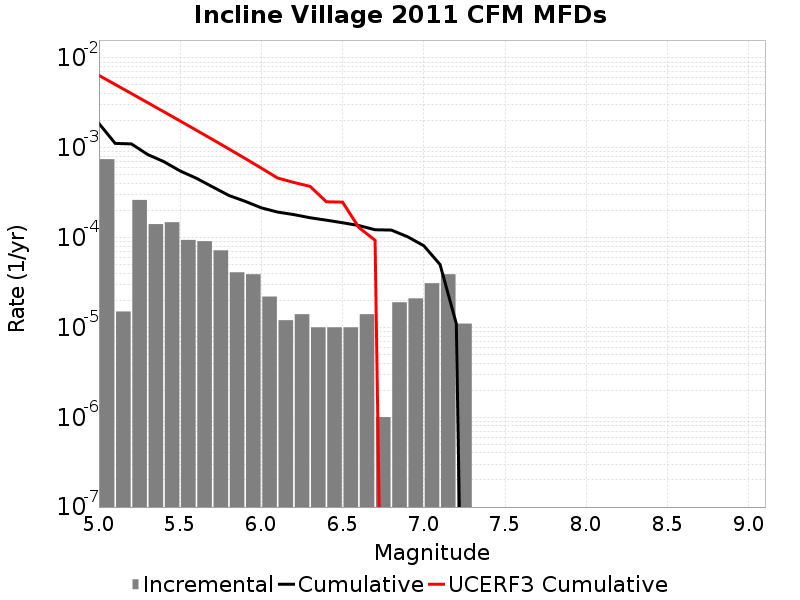 Incline Village 2011 CFM MFDs
Rate (1/yr)
10^-2
10^-3
10^-4
10^-5
10^-6
10^-7
5.0 5.5 6.0 6.5 7.0 7.5 8.0 8.5 9.0
Magnitude
Incremental Cumulative UCERF3 Cumulative